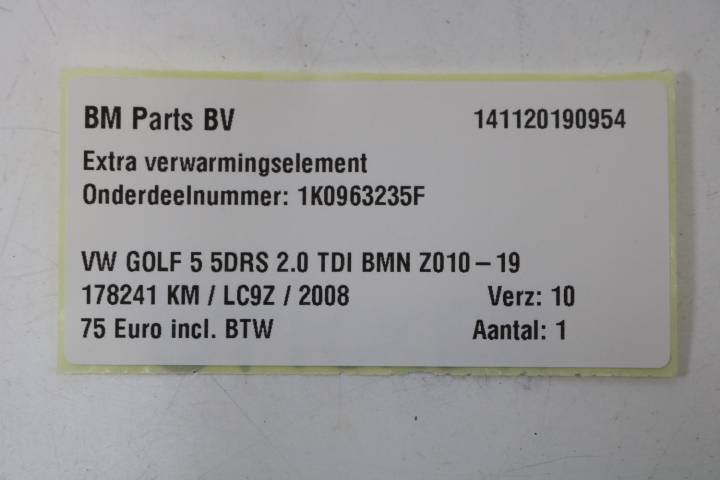 BM Parts BV 141120190954
Extra verwarmingselement
Onderdeelnummer: 1K0963235F
VW GOLF 5 5DRS 2.0 TDI BMN Z010 – 19
178241 KM / LC9Z / 2008 Verz: 10
75 Euro incl. BTW Aantal: 1